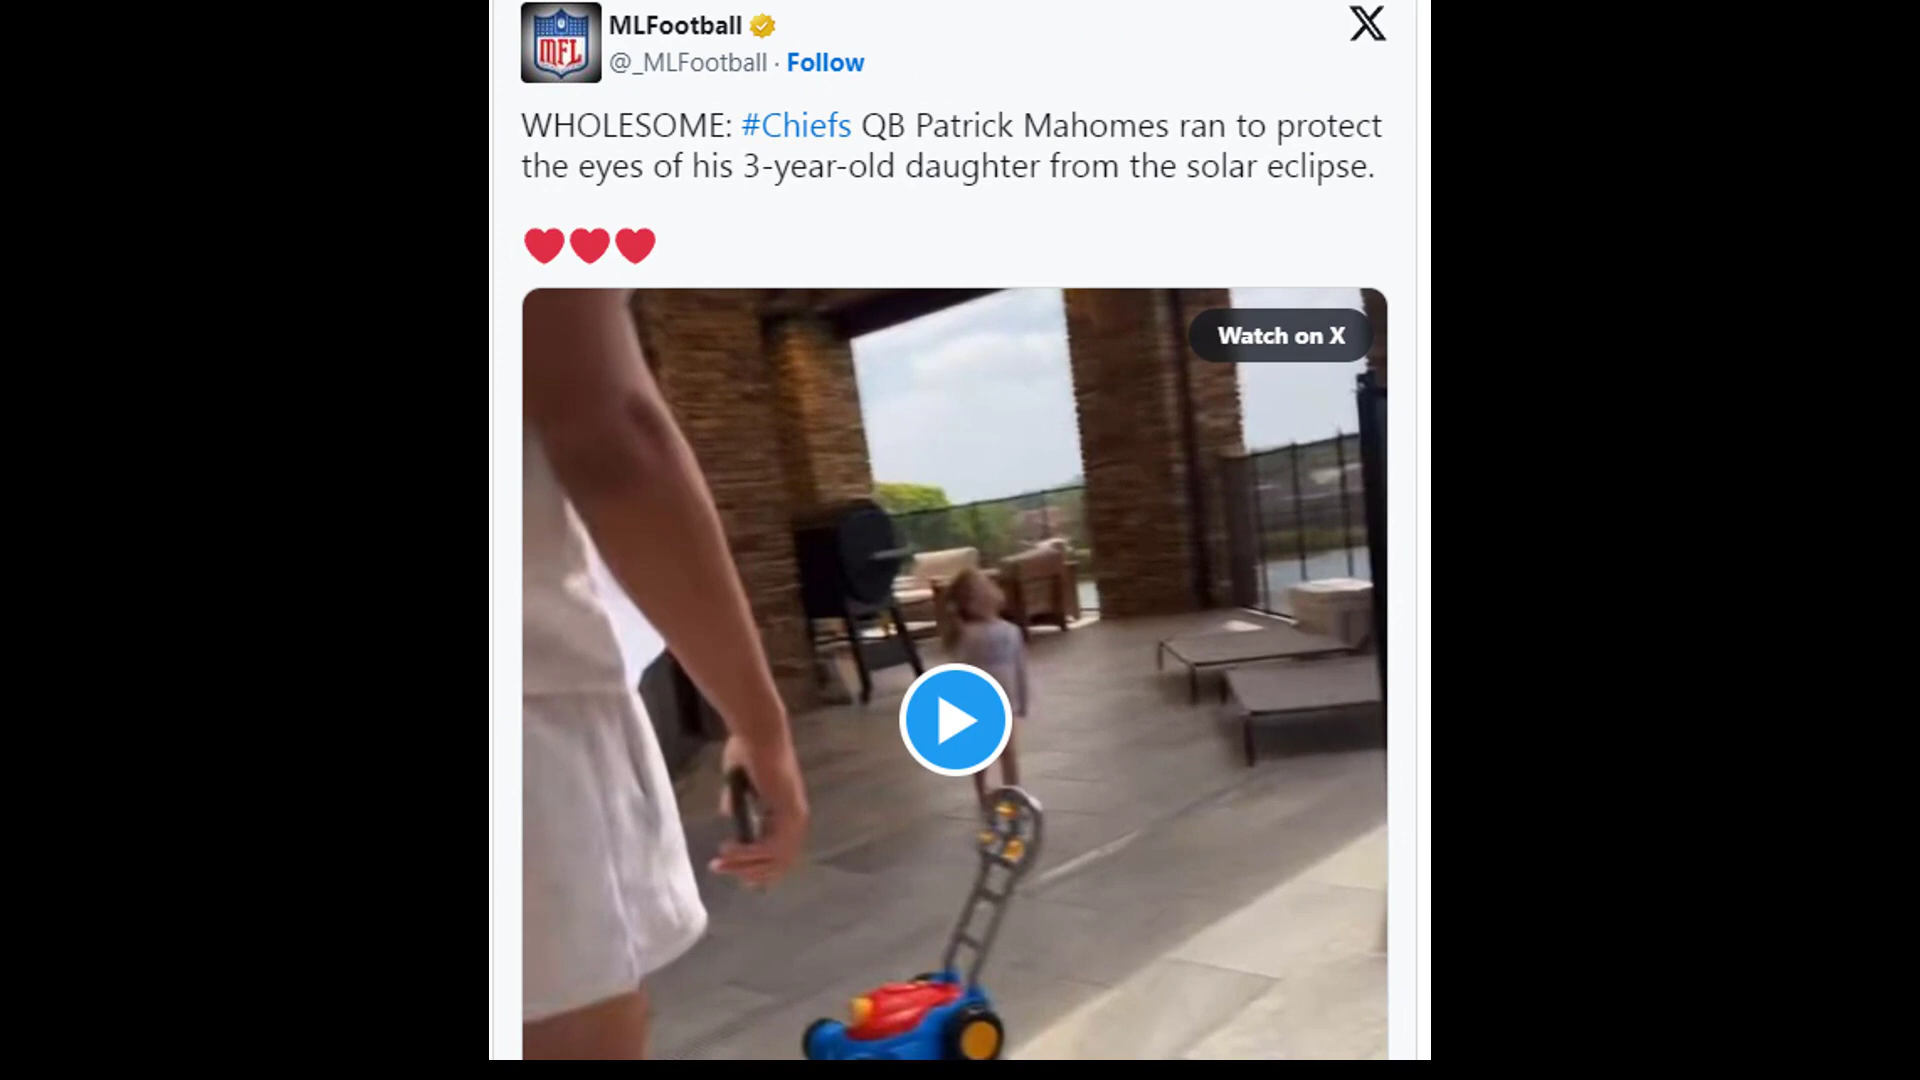 MFL
MLFootball
@_MLFootball · Follow
WHOLESOME: #Chiefs QB Patrick Mahomes ran to protect
the eyes of his 3-year-old daughter from the solar eclipse.
Watch on X